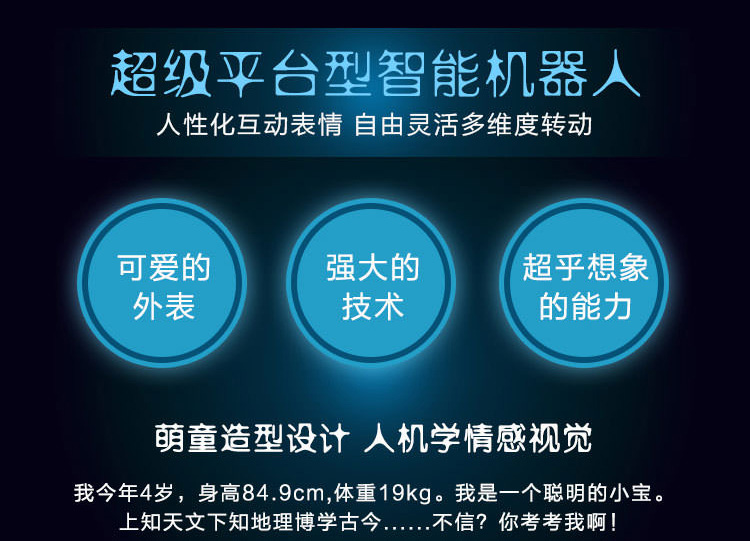 超级平台型智能机器人
人性化互动表情 自由灵活多维度转动
可爱的
外表
强大的
技术
超乎想象
的能力
萌童造型设计 人机学情感视觉
我今年4岁，身高84.9cm,体重19kg。我是一个聪明的小宝。
上知天文下知地理博学古今......不信？你考考我啊！